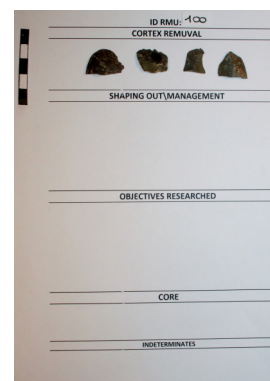 ID RMU: 100
CORTEX REMUVAL
SHAPING OUT\MANAGEMENT
OBJECTIVES RESEARCHED
CORE
INDETERMINATES